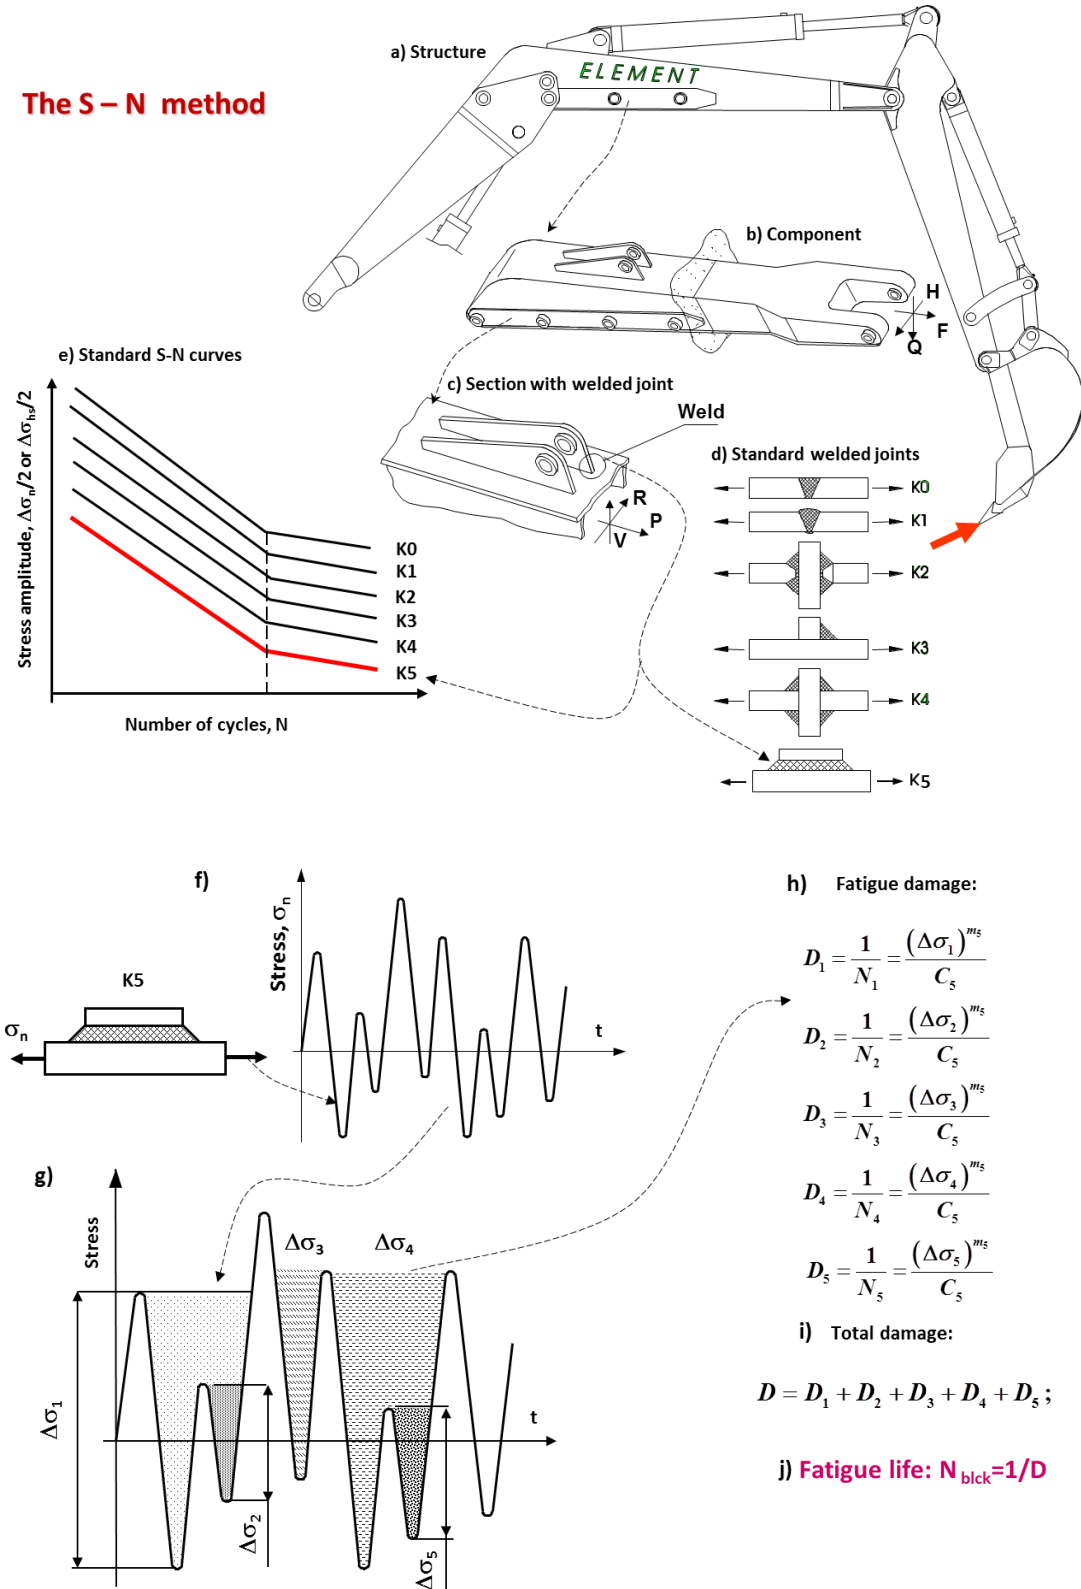 The S – N method
a) Structure
ELEMENT
b) Component
H
F
Q
e) Standard S-N curves
c) Section with welded joint
Weld
R
P
V
d) Standard welded joints
K0
K1
K2
K3
K4
K5
Stress amplitude, Δσn/2 or Δσhs/2
K0
K1
K2
K3
K4
K5
Number of cycles, N
f)
Stress, σn
t
K5
σn
g)
Stress
Δσ1
Δσ2
Δσ3
Δσ4
Δσ5
t
h) Fatigue damage:
D1 = 1/N1 = (Δσ1)^m5/C5
D2 = 1/N2 = (Δσ2)^m5/C5
D3 = 1/N3 = (Δσ3)^m5/C5
D4 = 1/N4 = (Δσ4)^m5/C5
D5 = 1/N5 = (Δσ5)^m5/C5
i) Total damage:
D = D1 + D2 + D3 + D4 + D5 ;
j) Fatigue life: N blck=1/D